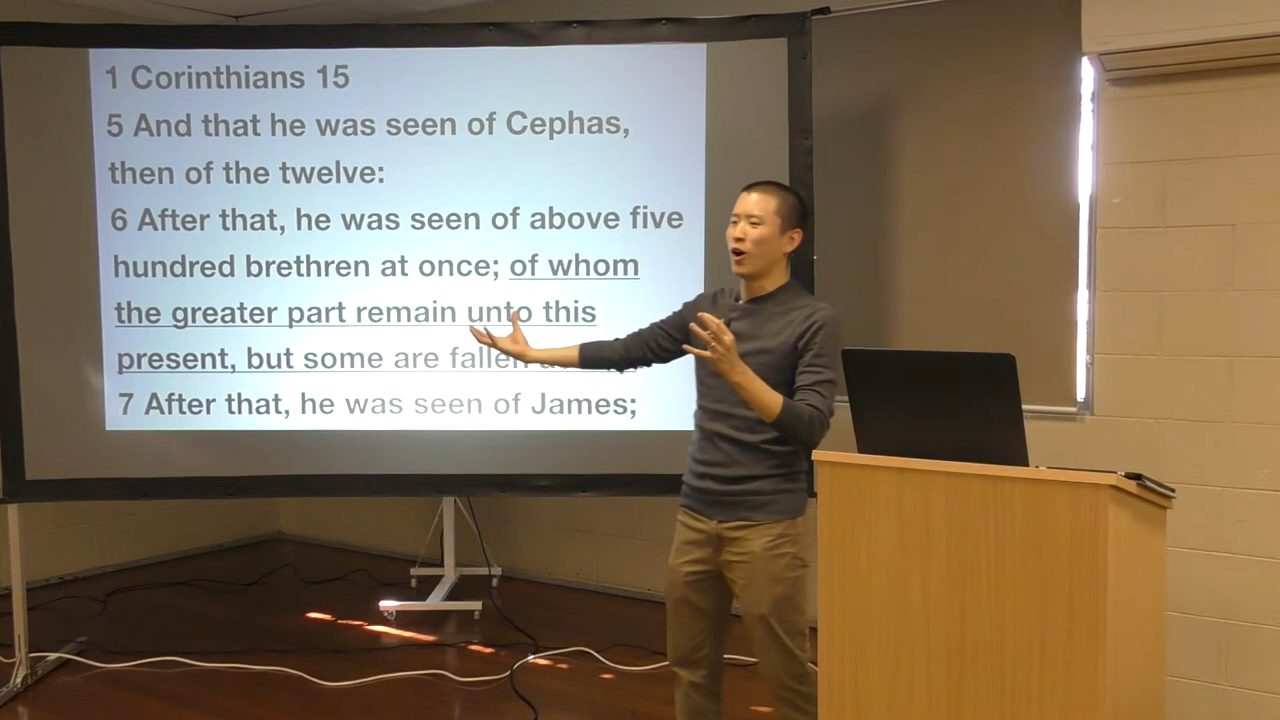 1 Corinthians 15
5 And that he was seen of Cephas,
then of the twelve:
6 After that, he was seen of above five
hundred brethren at once; of whom
the greater part remain unto this
present, but some are fallen
7 After that, he was seen of James;